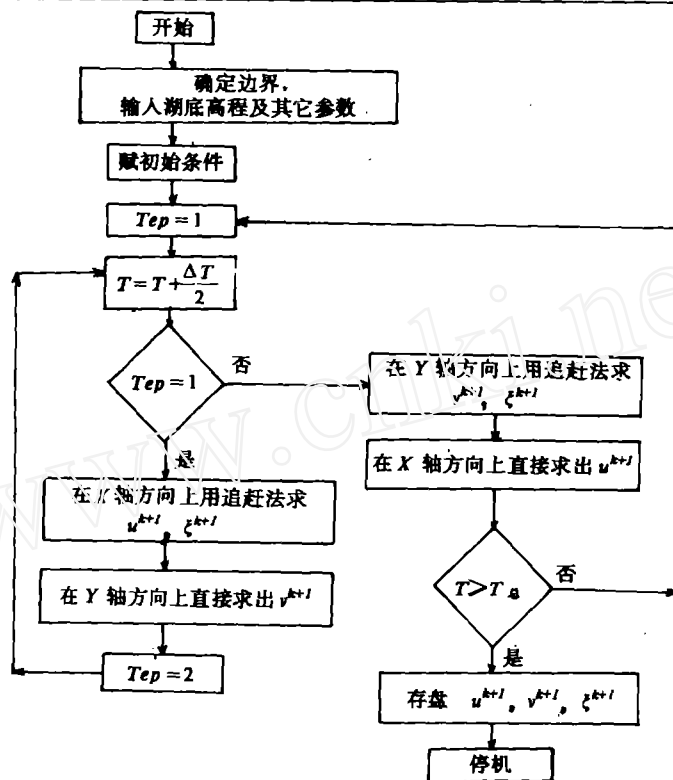 开始
确定边界，
输入湖底高程及其它参数
赋初始条件
Tep = 1
T = T + ΔT/2
Tep = 1
否
是
在 X 轴方向上用追赶法求
u^{k+1}, ξ^{k+1}
在 Y 轴方向上直接求出 v^{k+1}
Tep = 2
在 Y 轴方向上用追赶法求
v^{k+1}, ξ^{k+1}
在 X 轴方向上直接求出 u^{k+1}
否
是
存盘 u^{k+1}, v^{k+1}, ξ^{k+1}
停机
www.cnki.ne